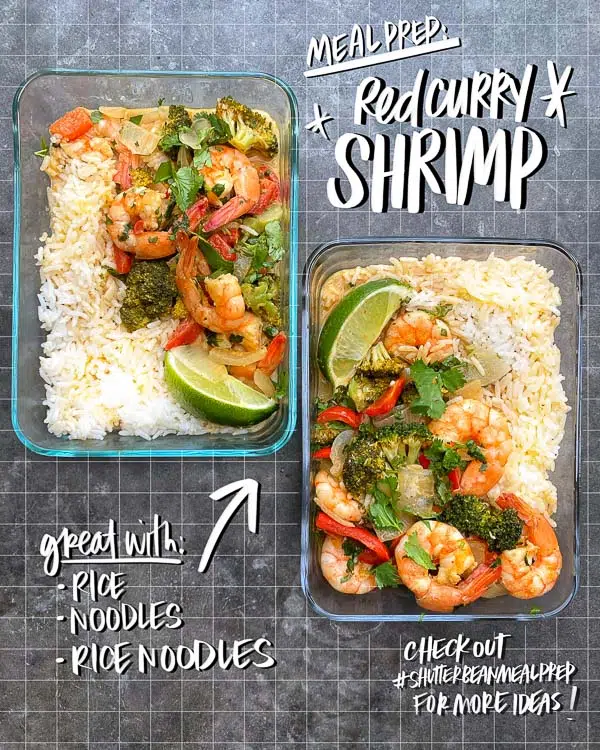 MEAL PREP:
Red CURRY
SHRIMP
great with:
- RICE
- NOODLES
- RICE NOODLES
CHECK OUT
#SHUTTERBEANMEALPREP
FOR MORE IDEAS!